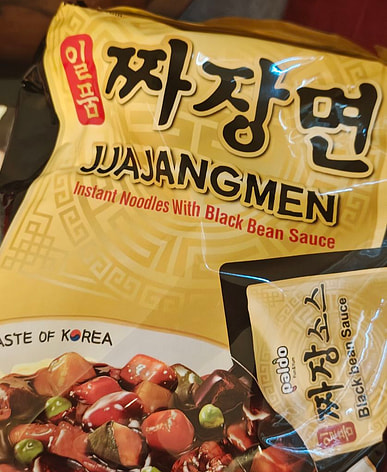 일품
짜장면
JJAJANGMEN
Instant Noodles With Black Bean Sauce
ASTE OF KOREA
paldo
짜장소스
Black bean Sauce